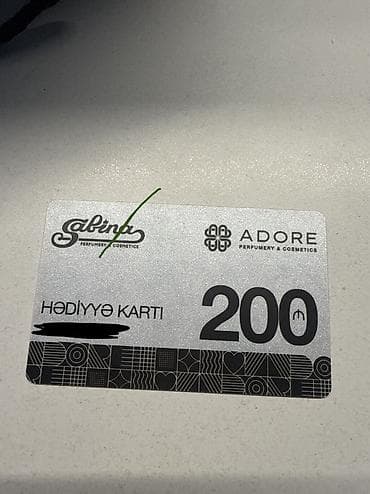 Sabina
PERFUMERY & COSMETICS
ADORE
PERFUMERY & COSMETICS
HƏDİYYƏ KARTI
200 ₼